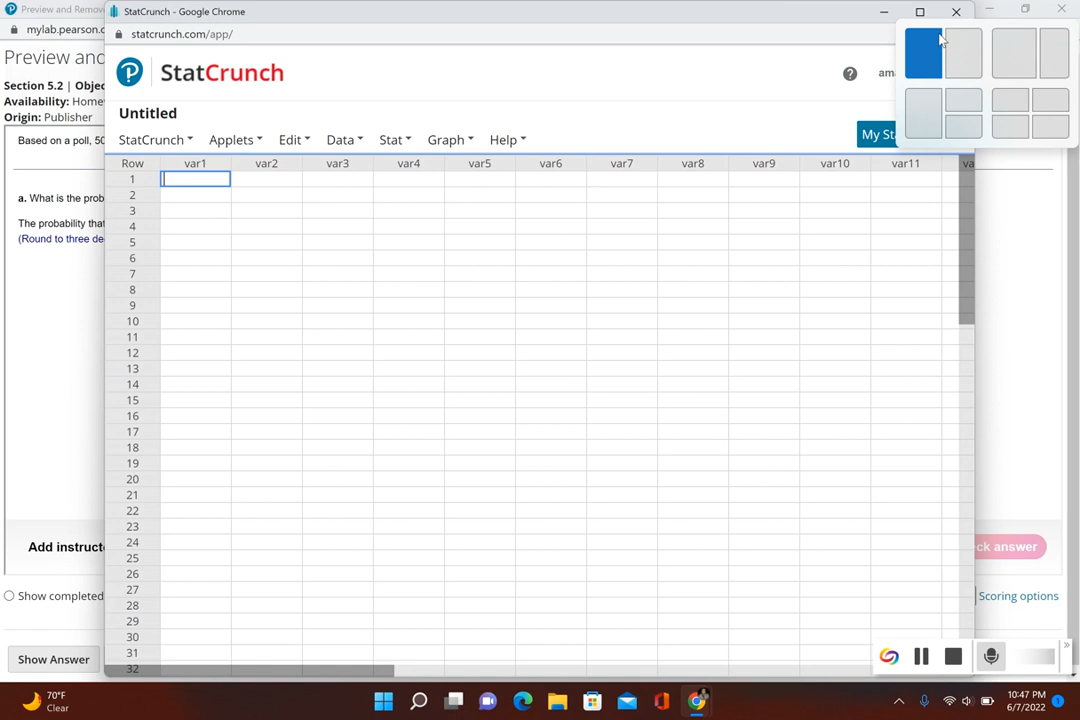 Preview and Remov
StatCrunch - Google Chrome
mylab.pearson.c
statcrunch.com/app/
Preview and
StatCrunch
am
Section 5.2 | Objec
Availability: Home
Origin: Publisher
Untitled
Based on a poll, 50
StatCrunch Applets Edit Data Stat Graph Help
My Sta
Row var1 var2 var3 var4 var5 var6 var7 var8 var9 var10 var11 va
1
2
3
4
5
6
7
8
9
10
11
12
13
14
15
16
17
18
19
20
21
22
23
24
25
26
27
28
29
30
31
32
a. What is the prob
The probability that
(Round to three de
Add instructo
ck answer
Show completed
Scoring options
Show Answer
70°F
Clear
10:47 PM
6/7/2022
1